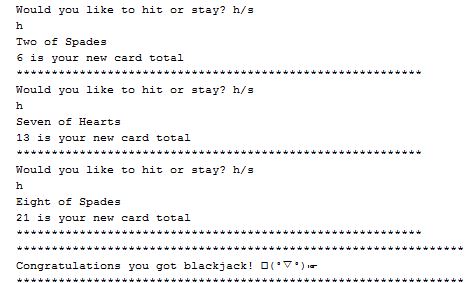 Would you like to hit or stay? h/s
h
Two of Spades
6 is your new card total
**********************************************************
Would you like to hit or stay? h/s
h
Seven of Hearts
13 is your new card total
**********************************************************
Would you like to hit or stay? h/s
h
Eight of Spades
21 is your new card total
**********************************************************
****************************************************************
Congratulations you got blackjack! □(°▽°)☞
****************************************************************